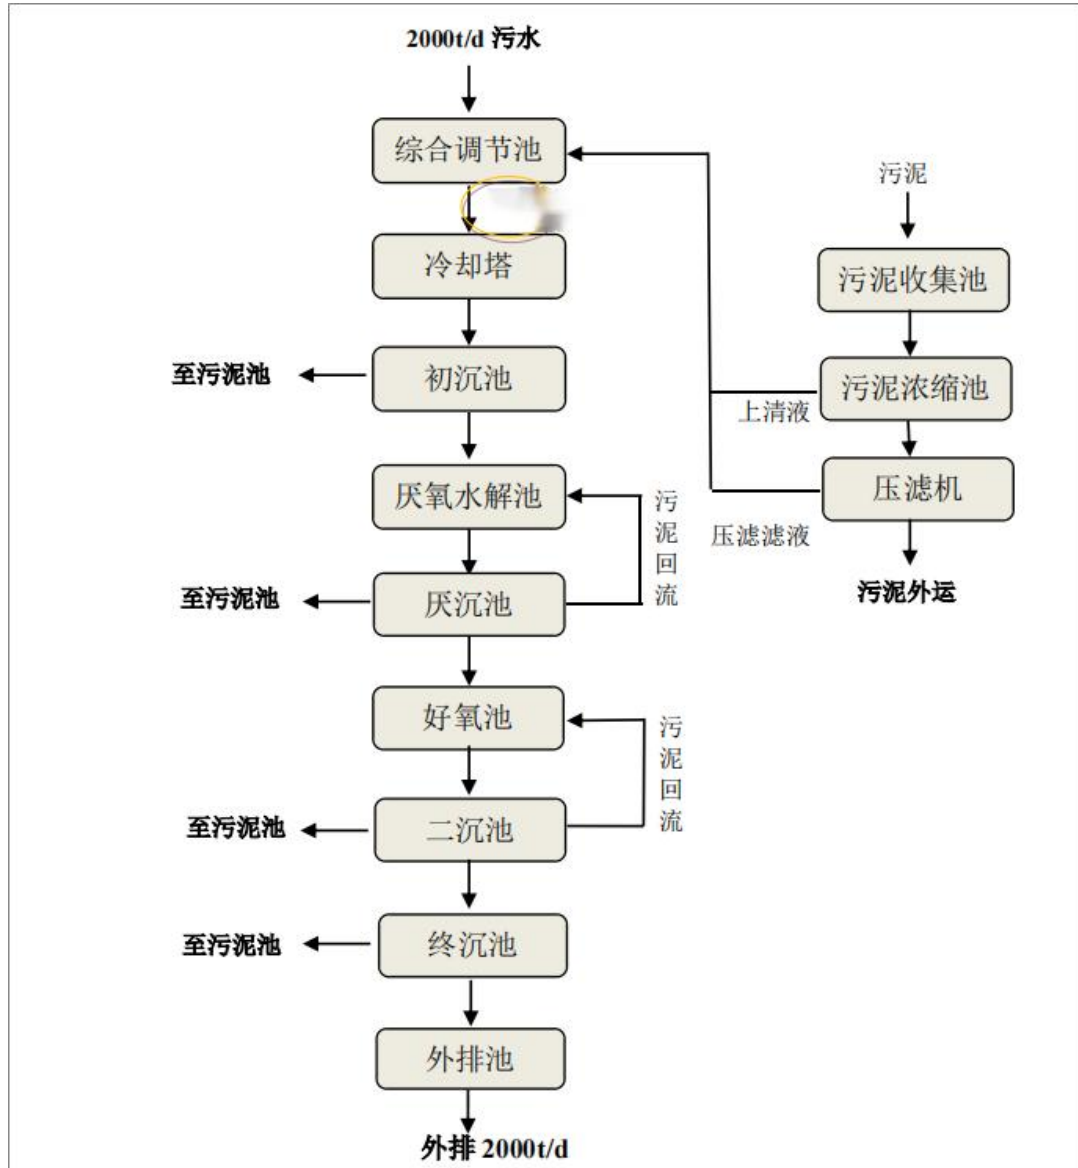 2000t/d 污水
综合调节池
冷却塔
至污泥池
初沉池
厌氧水解池
污泥回流
至污泥池
厌沉池
好氧池
污泥回流
至污泥池
二沉池
至污泥池
终沉池
外排池
外排 2000t/d
污泥
污泥收集池
污泥浓缩池
上清液
压滤机
压滤滤液
污泥外运